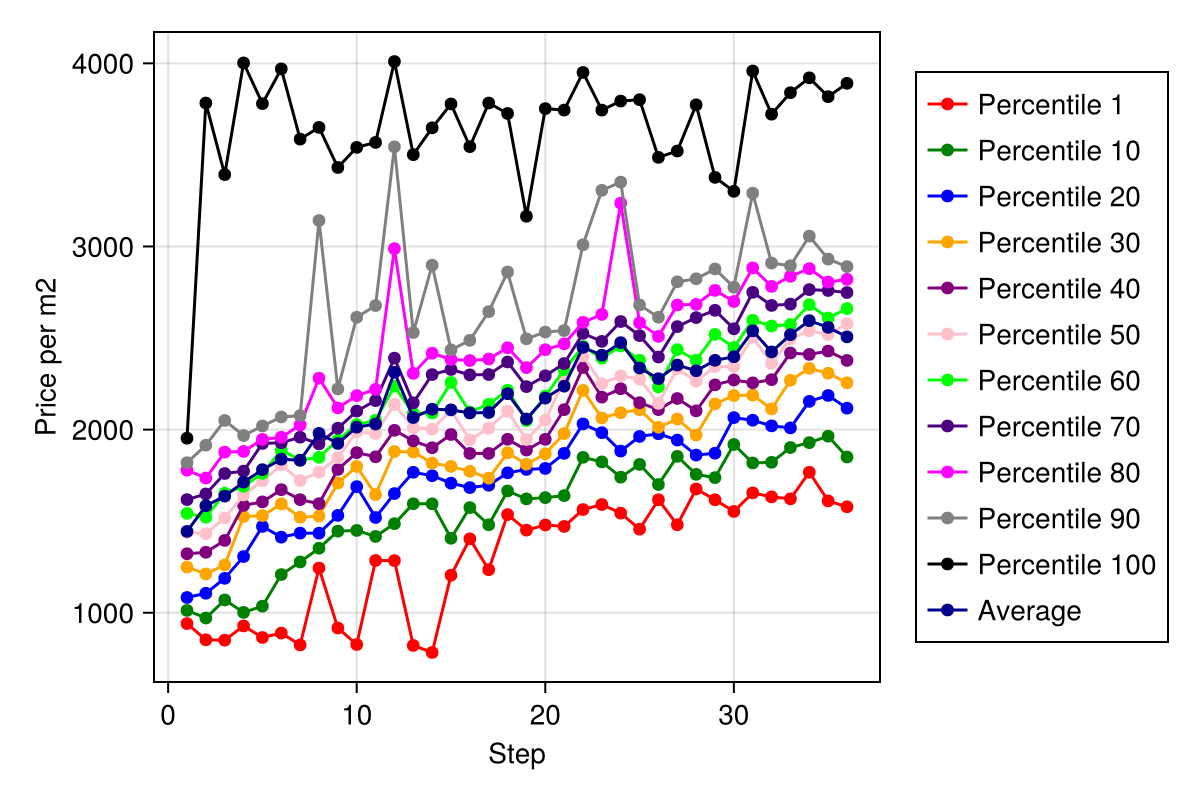 4000
3000
2000
1000
0
10
20
30
Price per m2
Step
Percentile 1
Percentile 10
Percentile 20
Percentile 30
Percentile 40
Percentile 50
Percentile 60
Percentile 70
Percentile 80
Percentile 90
Percentile 100
Average